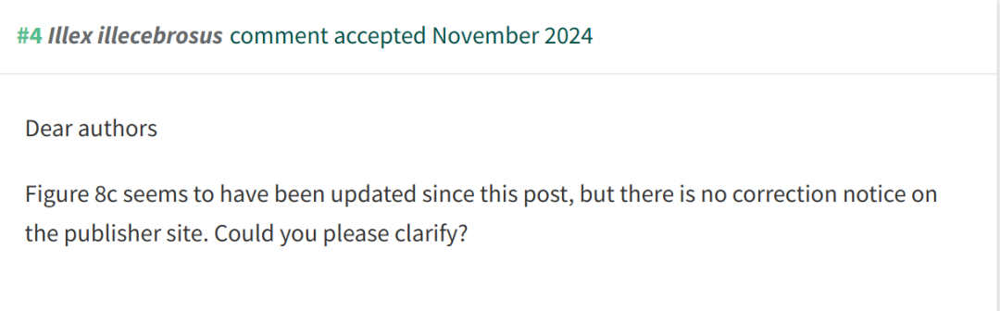 #4 Illex illecebrosus comment accepted November 2024
Dear authors
Figure 8c seems to have been updated since this post, but there is no correction notice on
the publisher site. Could you please clarify?